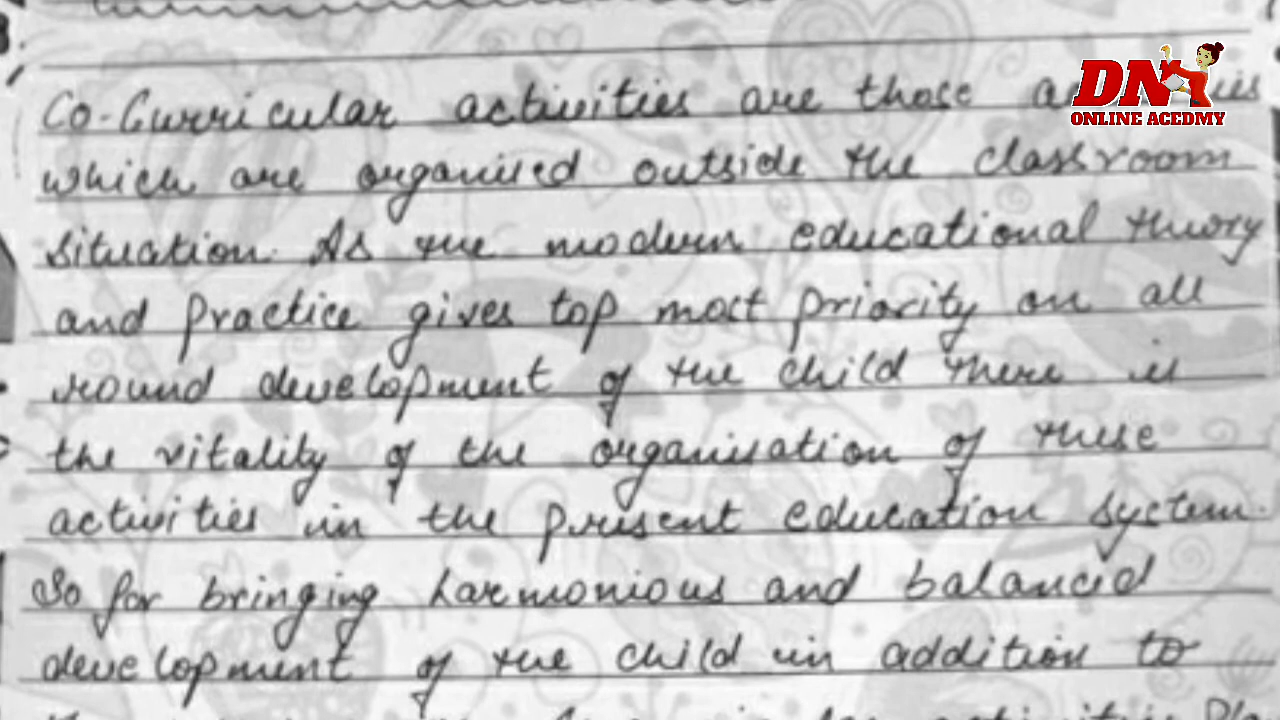 DN
ONLINE ACEDMY
Co-Curricular activities are those
which are organised outside the classroom
situation. As the modern educational theory
and practice gives top most priority on all
round development of the child there is
the vitality of the organisation of these
activities in the present education system.
So for bringing harmonious and balanced
development of the child in addition to